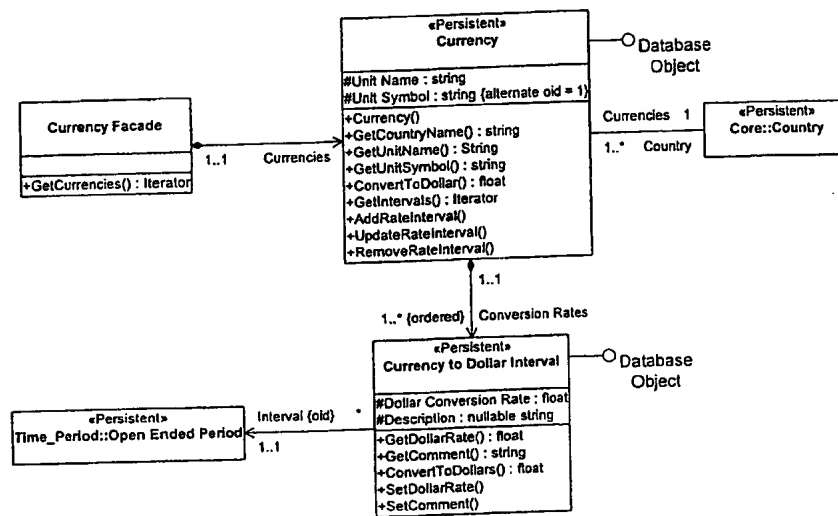 «Persistent»
Currency
#Unit Name : string
#Unit Symbol : string {alternate oid = 1}
+Currency()
+GetCountryName() : string
+GetUnitName() : String
+GetUnitSymbol() : string
+ConvertToDollar() : float
+GetIntervals() : Iterator
+AddRateInterval()
+UpdateRateInterval()
+RemoveRateInterval()
Database
Object
Currency Facade
+GetCurrencies() : Iterator
1..1 Currencies
Currencies 1
1..* Country
«Persistent»
Core::Country
1..1
1..* {ordered} Conversion Rates
«Persistent»
Currency to Dollar Interval
#Dollar Conversion Rate : float
#Description : nullable string
+GetDollarRate() : float
+GetComment() : string
+ConvertToDollars() : float
+SetDollarRate()
+SetComment()
Database
Object
Interval {oid} *
1..1
«Persistent»
Time_Period::Open Ended Period